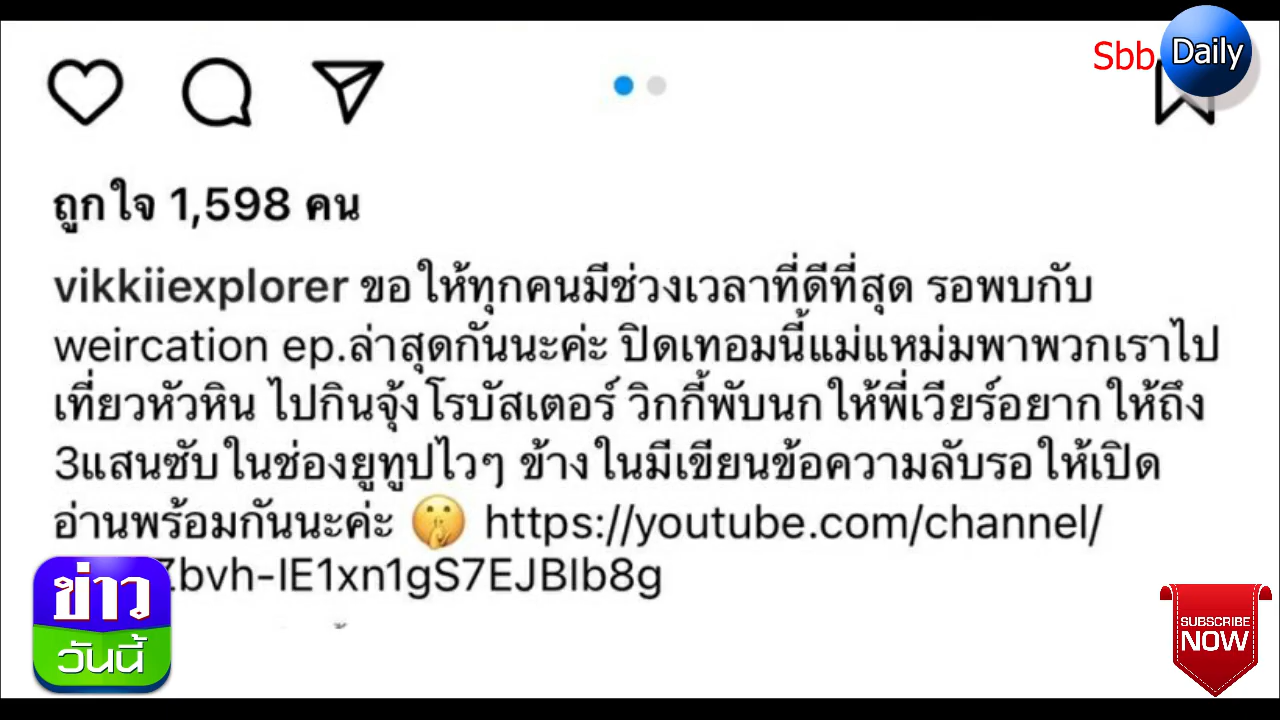 Sbb Daily
ถูกใจ 1,598 คน
vikkiiexplorer ขอให้ทุกคนมีช่วงเวลาที่ดีที่สุด รอพบกับ
weircation ep.ล่าสุดกันนะค่ะ ปิดเทอมนี้แม่แหม่มพาพวกเราไป
เที่ยวหัวหิน ไปกินจุ้งโรบัสเตอร์ วิกกี้พับนกให้พี่เวียร์อยากให้ถึง
3แสนซับในช่องยูทูปไวๆ ข้างในมีเขียนข้อความลับรอให้เปิด
อ่านพร้อมกันนะค่ะ 🤫 https://youtube.com/channel/
Zbvh-IE1xn1gS7EJBIb8g
ข่าว
วันนี้
SUBSCRIBE
NOW